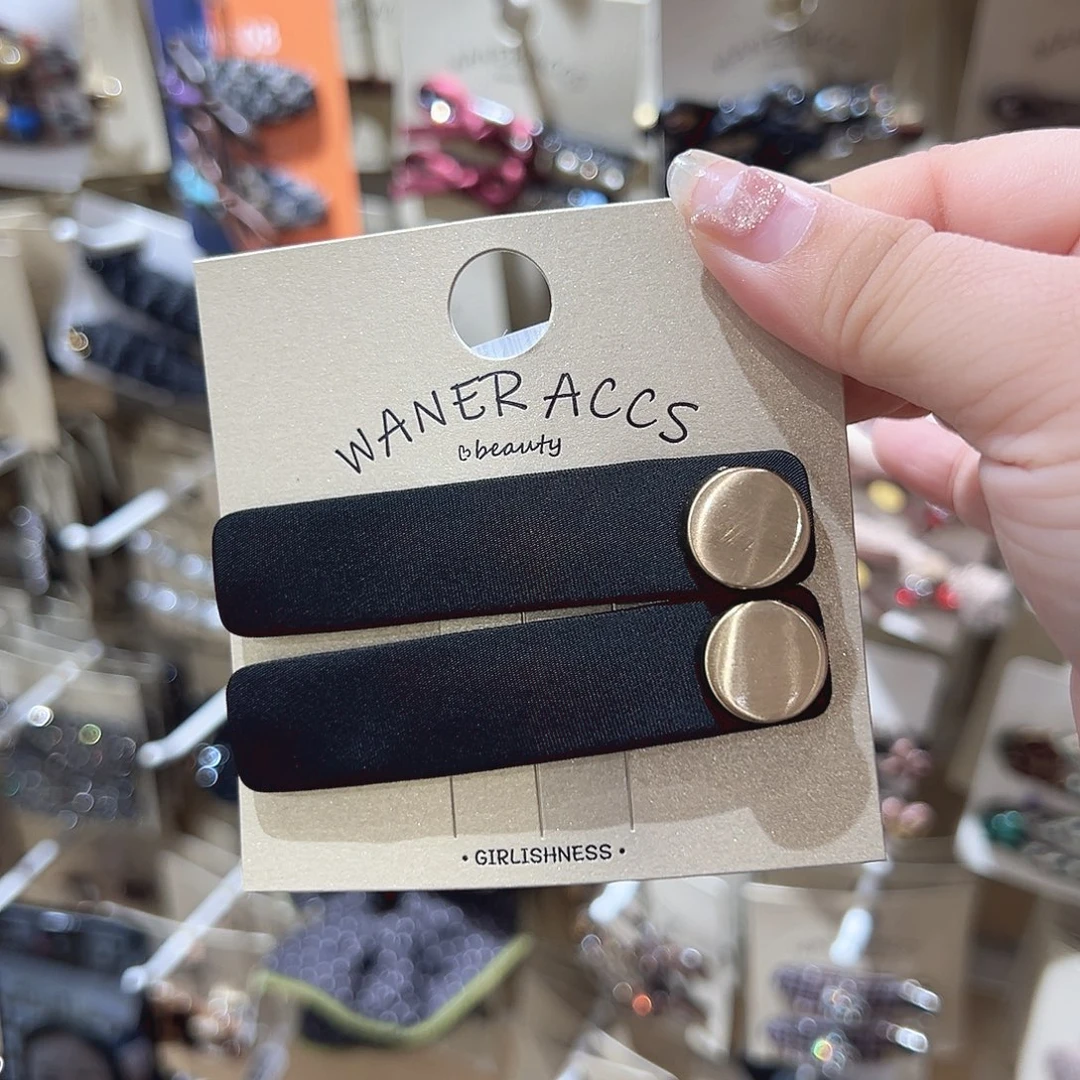 WANER ACCS
beauty
• GIRLISHNESS •